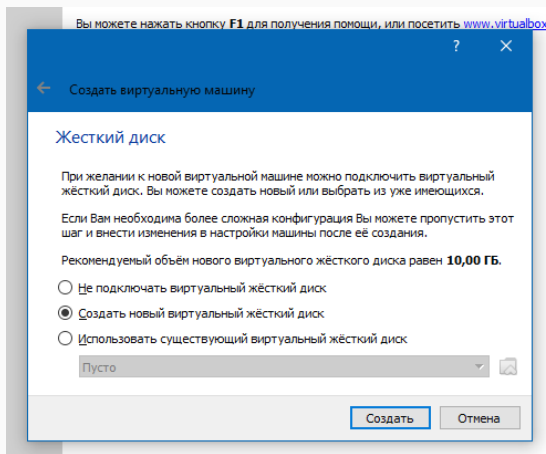 Вы можете нажать кнопку F1 для получения помощи, или посетить www.virtualbox
?
Создать виртуальную машину
Жесткий диск
При желании к новой виртуальной машине можно подключить виртуальный
жёсткий диск. Вы можете создать новый или выбрать из уже имеющихся.
Если Вам необходима более сложная конфигурация Вы можете пропустить этот
шаг и внести изменения в настройки машины после её создания.
Рекомендуемый объём нового виртуального жёсткого диска равен 10,00 ГБ.
Не подключать виртуальный жёсткий диск
Создать новый виртуальный жёсткий диск
Использовать существующий виртуальный жёсткий диск
Пусто
Создать Отмена